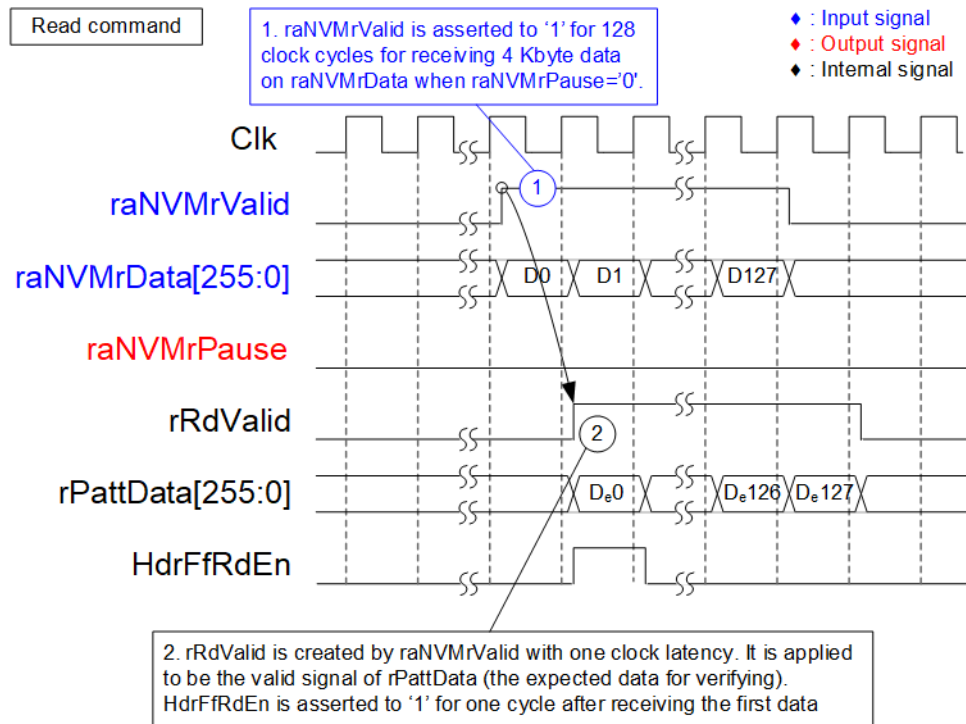 Read command
1. raNVMrValid is asserted to ‘1’ for 128
clock cycles for receiving 4 Kbyte data
on raNVMrData when raNVMrPause=’0'.
♦ : Input signal
♦ : Output signal
♦ : Internal signal
Clk
raNVMrValid
1
raNVMrData[255:0]
D0 D1 D127
raNVMrPause
rRdValid
2
rPattData[255:0]
Dₑ0 Dₑ126 Dₑ127
HdrFfRdEn
2. rRdValid is created by raNVMrValid with one clock latency. It is applied
to be the valid signal of rPattData (the expected data for verifying).
HdrFfRdEn is asserted to ‘1’ for one cycle after receiving the first data